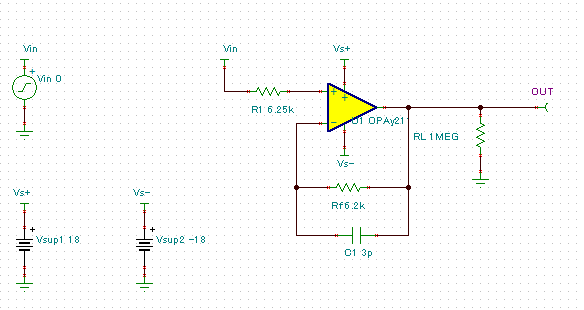 Vin
Vin 0
Vin
Vs+
R1 6.25k
U1 OPAy21
Vs-
OUT
RL 1MEG
Rf6.2k
C1 3p
Vs+
Vsup1 18
Vs-
Vsup2 -18